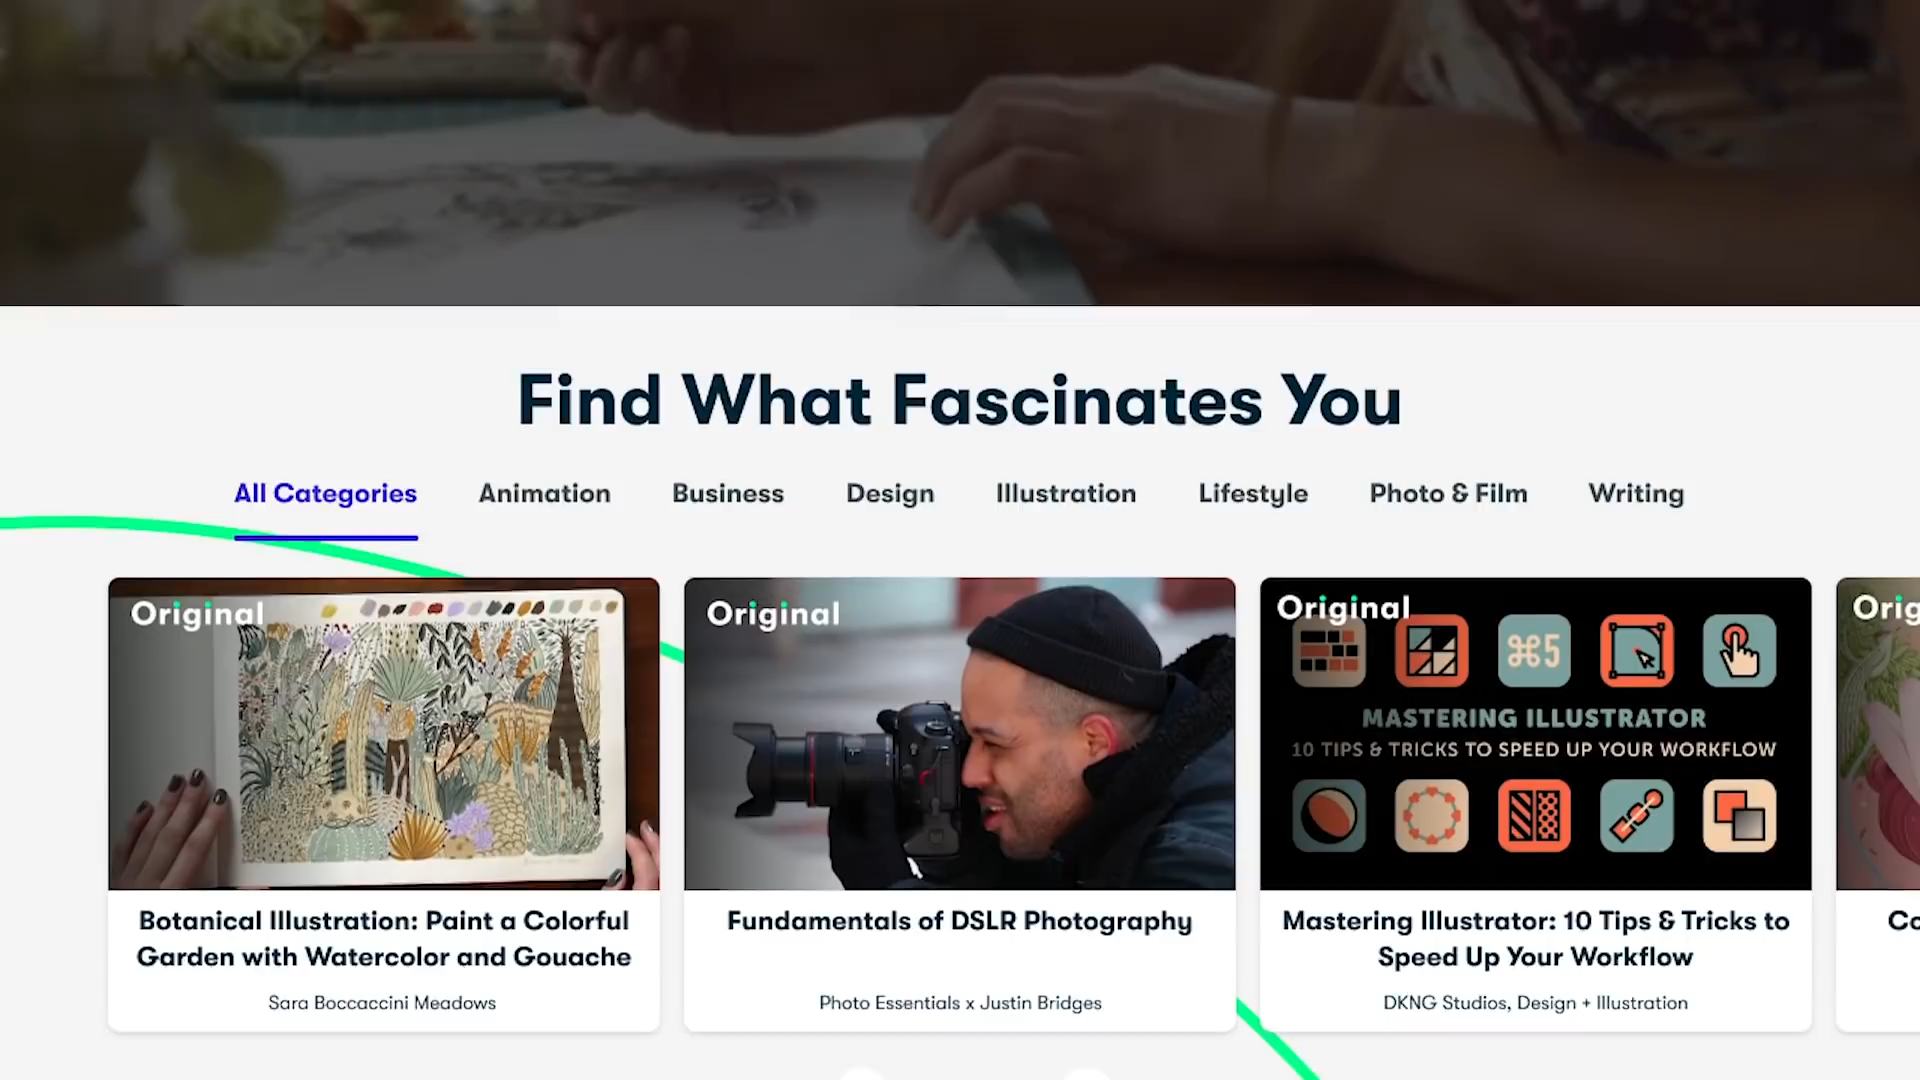 Find What Fascinates You
All Categories Animation Business Design Illustration Lifestyle Photo & Film Writing
Original
Botanical Illustration: Paint a Colorful
Garden with Watercolor and Gouache
Sara Boccaccini Meadows
Original
Fundamentals of DSLR Photography
Photo Essentials x Justin Bridges
Original
⌘5
MASTERING ILLUSTRATOR
10 TIPS & TRICKS TO SPEED UP YOUR WORKFLOW
Mastering Illustrator: 10 Tips & Tricks to
Speed Up Your Workflow
DKNG Studios, Design + Illustration
Orig
Co